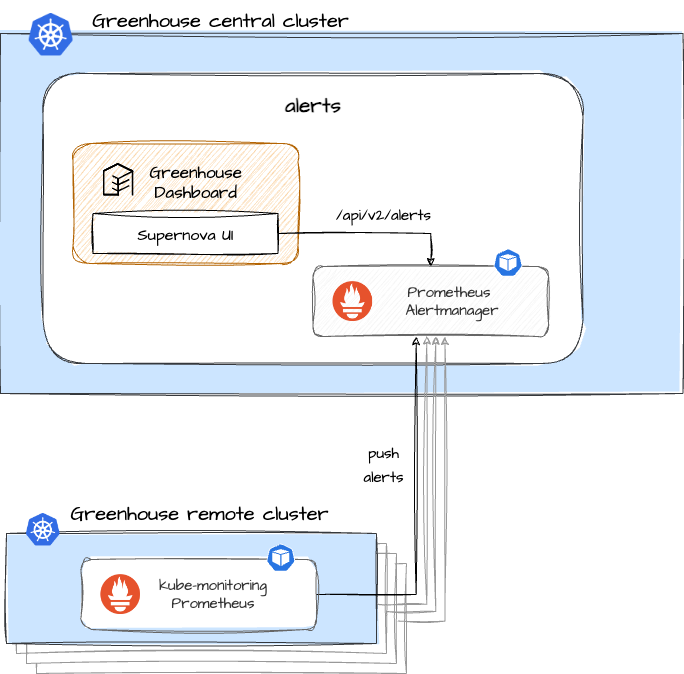 Greenhouse central cluster
alerts
Greenhouse
Dashboard
Supernova UI
/api/v2/alerts
Prometheus
Alertmanager
push
alerts
Greenhouse remote cluster
Kube-monitoring
Prometheus